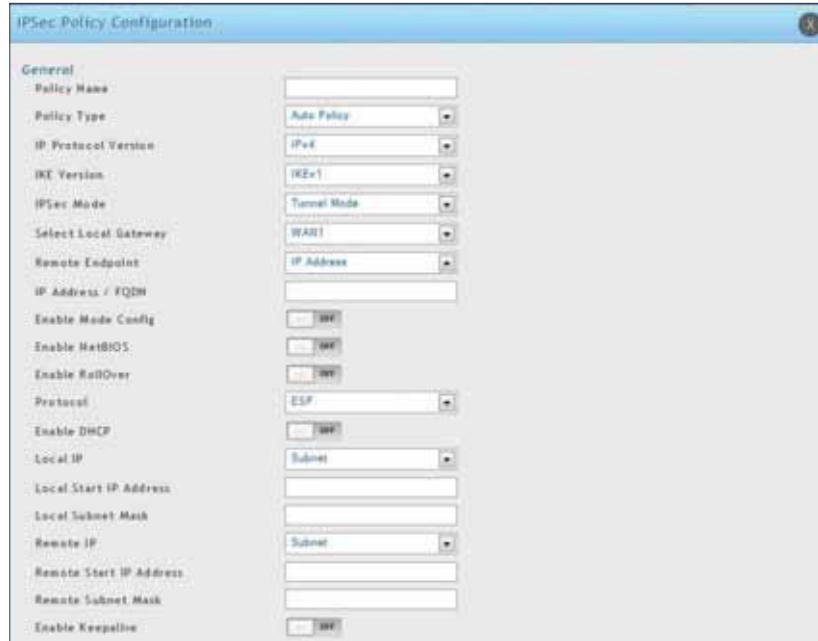 IPSec Policy Configuration
X
General
Policy Name
Policy Type Auto Policy
IP Protocol Version IPv4
IKE Version IKEv1
IPSec Mode Tunnel Mode
Select Local Gateway WAN1
Remote Endpoint IP Address
IP Address / FQDN
Enable Mode Config OFF
Enable NetBIOS OFF
Enable RollOver OFF
Protocol ESP
Enable DHCP OFF
Local IP Subnet
Local Start IP Address
Local Subnet Mask
Remote IP Subnet
Remote Start IP Address
Remote Subnet Mask
Enable Keepalive OFF